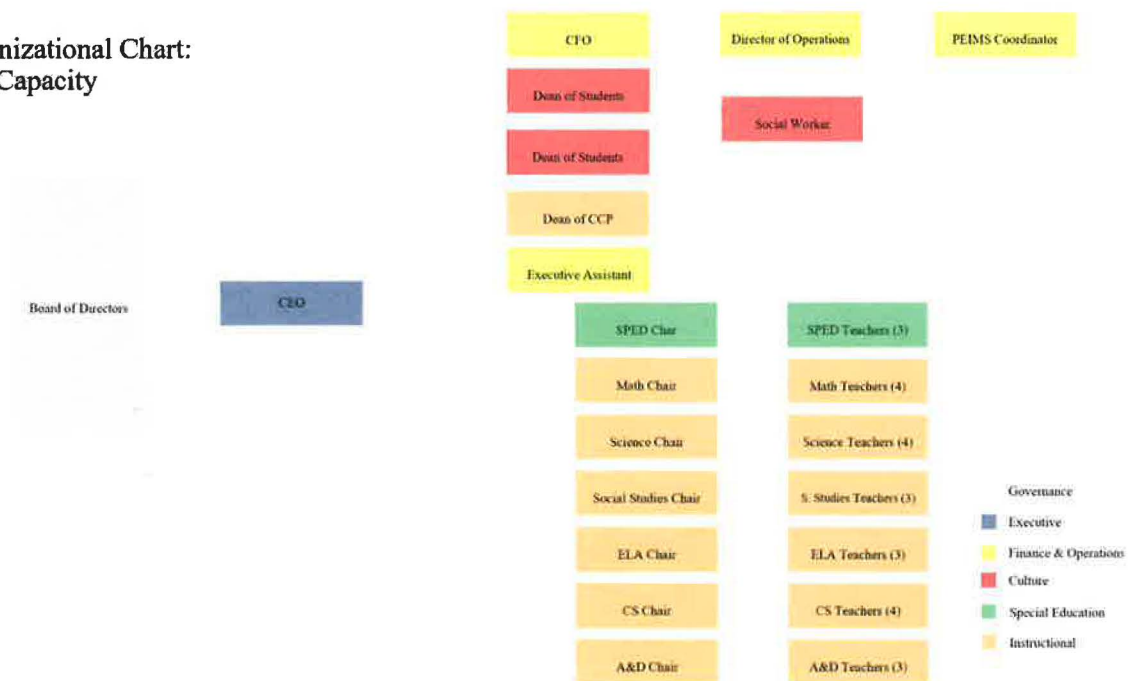 nizational Chart:
Capacity
CFO
Director of Operations
PEIMS Coordinator
Dean of Students
Social Worker
Dean of Students
Dean of CCP
Executive Assistant
Board of Directors
CEO
SPED Chair
SPED Teachers (3)
Math Chair
Math Teachers (4)
Science Chair
Science Teachers (4)
Social Studies Chair
S. Studies Teachers (3)
ELA Chair
ELA Teachers (3)
CS Chair
CS Teachers (4)
A&D Chair
A&D Teachers (3)
Governance
Executive
Finance & Operations
Culture
Special Education
Instructional